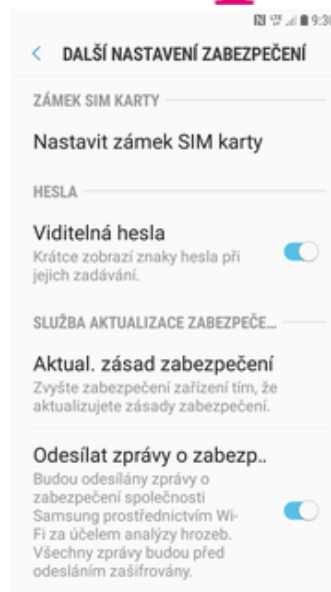 9:30
DALŠÍ NASTAVENÍ ZABEZPEČENÍ
ZÁMEK SIM KARTY
Nastavit zámek SIM karty
HESLA
Viditelná hesla
Krátce zobrazí znaky hesla při
jejich zadávání.
SLUŽBA AKTUALIZACE ZABEZPEČE...
Aktual. zásad zabezpečení
Zvyšte zabezpečení zařízení tím, že
aktualizujete zásady zabezpečení.
Odesílat zprávy o zabezp..
Budou odesílány zprávy o
zabezpečení společnosti
Samsung prostřednictvím Wi-
Fi za účelem analýzy hrozeb.
Všechny zprávy budou před
odesláním zašifrovány.